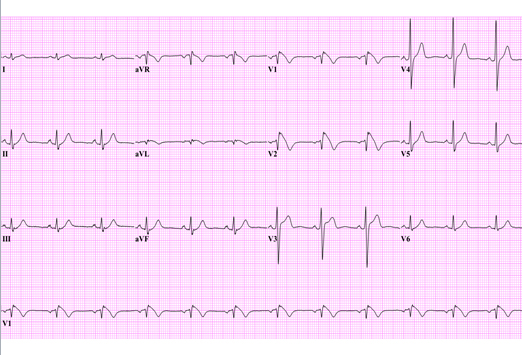 I aVR V1 V4
II aVL V2 V5
III aVF V3 V6
V1